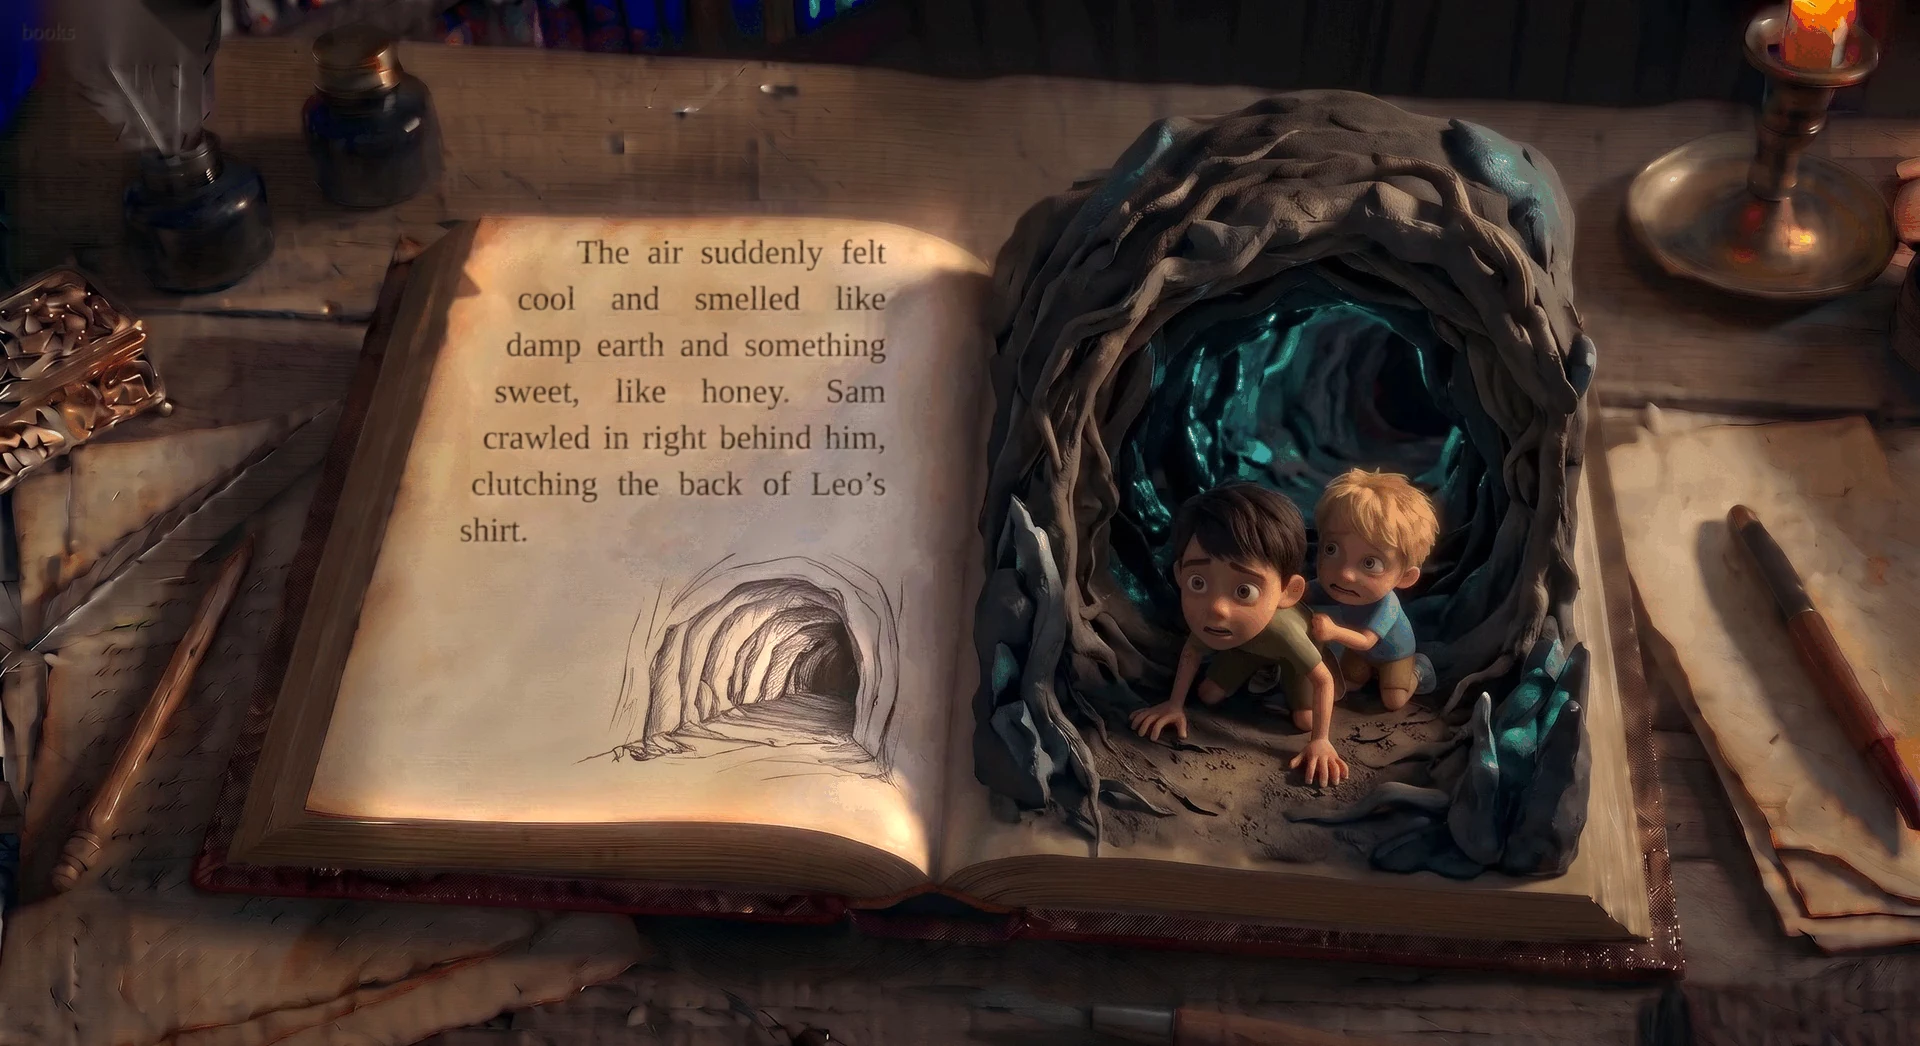 books
The air suddenly felt
cool and smelled like
damp earth and something
sweet, like honey. Sam
crawled in right behind him,
clutching the back of Leo’s
shirt.